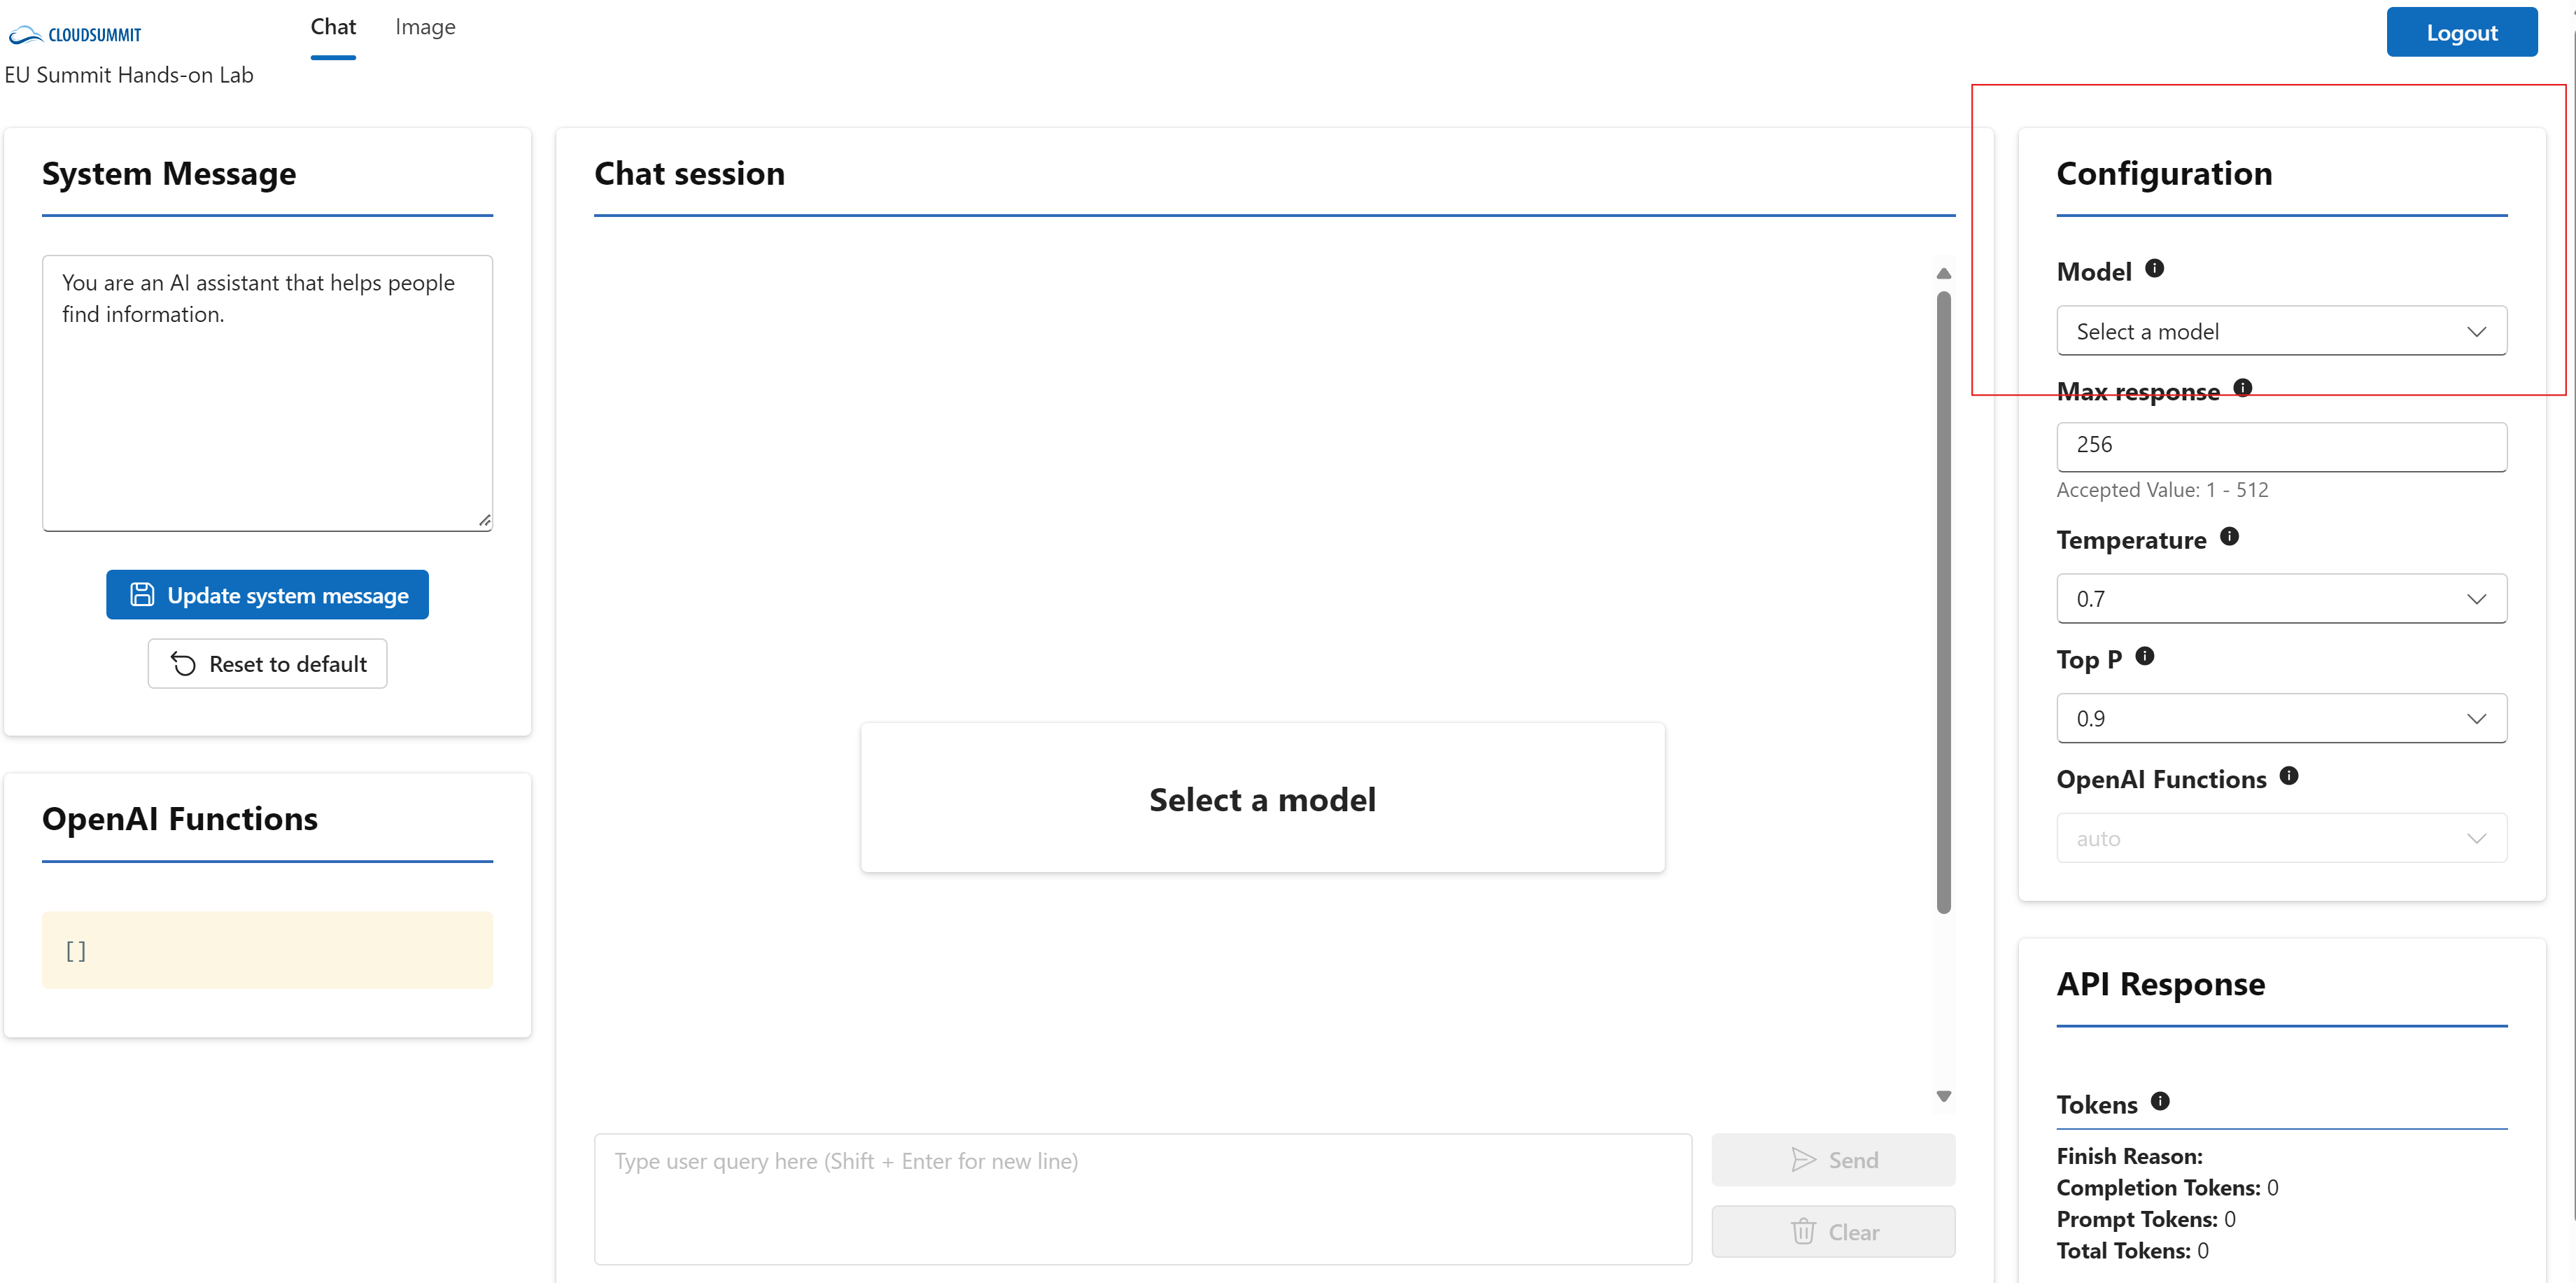 CLOUDSUMMIT
EU Summit Hands-on Lab
Chat
Image
Logout
System Message
You are an AI assistant that helps people
find information.
Update system message
Reset to default
OpenAI Functions
[]
Chat session
Select a model
Type user query here (Shift + Enter for new line)
Send
Clear
Configuration
Model
Select a model
Max response
256
Accepted Value: 1 - 512
Temperature
0.7
Top P
0.9
OpenAI Functions
auto
API Response
Tokens
Finish Reason:
Completion Tokens: 0
Prompt Tokens: 0
Total Tokens: 0